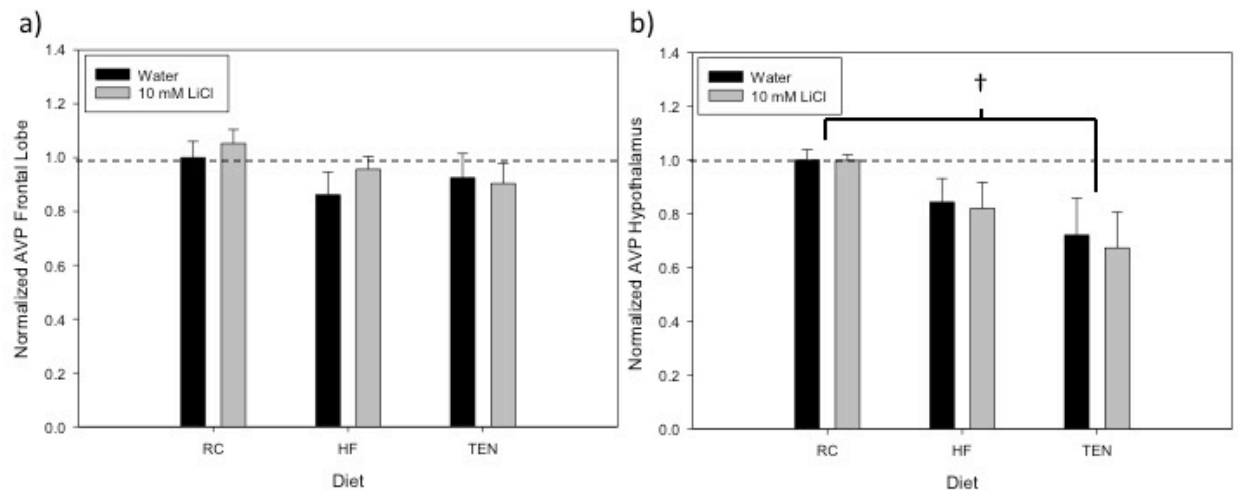 a)
Normalized AVP Frontal Lobe
1.4
1.2
1.0
0.8
0.6
0.4
0.2
0.0
Water
10 mM LiCl
RC HF TEN
Diet
b)
Normalized AVP Hypothalamus
1.4
1.2
1.0
0.8
0.6
0.4
0.2
0.0
Water
10 mM LiCl
†
RC HF TEN
Diet